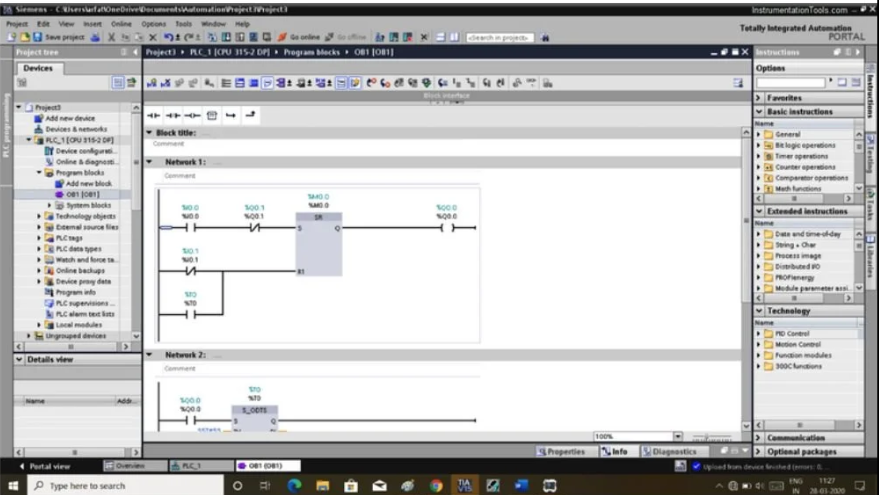 Siemens - C:\Users\urfat\OneDrive\Documents\Automation\Project3\Project3
InstrumentationTools.com
Project Edit View Insert Online Options Tools Window Help
Totally Integrated Automation
PORTAL
Save project
Go online
Go offline
<Search in project>
Project tree
Project3 ▸ PLC_1 [CPU 315-2 DP] ▸ Program blocks ▸ OB1 [OB1]
Instructions
Devices
Options
PLC programming
Block interface
Project3
Add new device
Devices & networks
PLC_1 [CPU 315-2 DP]
Device configurati...
Online & diagnosti...
Program blocks
Add new block
OB1 [OB1]
System blocks
Technology objects
External source files
PLC tags
PLC data types
Watch and force ta...
Online backups
Device proxy data
Program info
PLC supervisions ...
PLC alarm text lists
Local modules
Ungrouped devices
Details view
Name Addr...
Block title: ...
Comment
Network 1: ...
Comment
%M0.0
%M0.0
SR
%I0.0
%I0.0
%Q0.1
%Q0.1
S Q
%Q0.0
%Q0.0
%I0.1
%I0.1
R1
%T0
%T0
Network 2: ...
Comment
%T0
%T0
S_ODTS
%Q0.0
%Q0.0
S Q
100%
Properties Info Diagnostics
Favorites
Basic instructions
Name
General
Bit logic operations
Timer operations
Counter operations
Comparator operations
Math functions
Extended instructions
Name
Date and time-of-day
String + Char
Process image
Distributed I/O
PROFIenergy
Module parameter assi...
Technology
Name
PID Control
Motion Control
Function modules
300C functions
Communication
Optional packages
Instructions
Testing
Tasks
Libraries
Portal view
Overview
PLC_1
OB1 (OB1)
Upload from device finished (errors: 0...
Type here to search
ENG
IN
11:27
28-03-2020